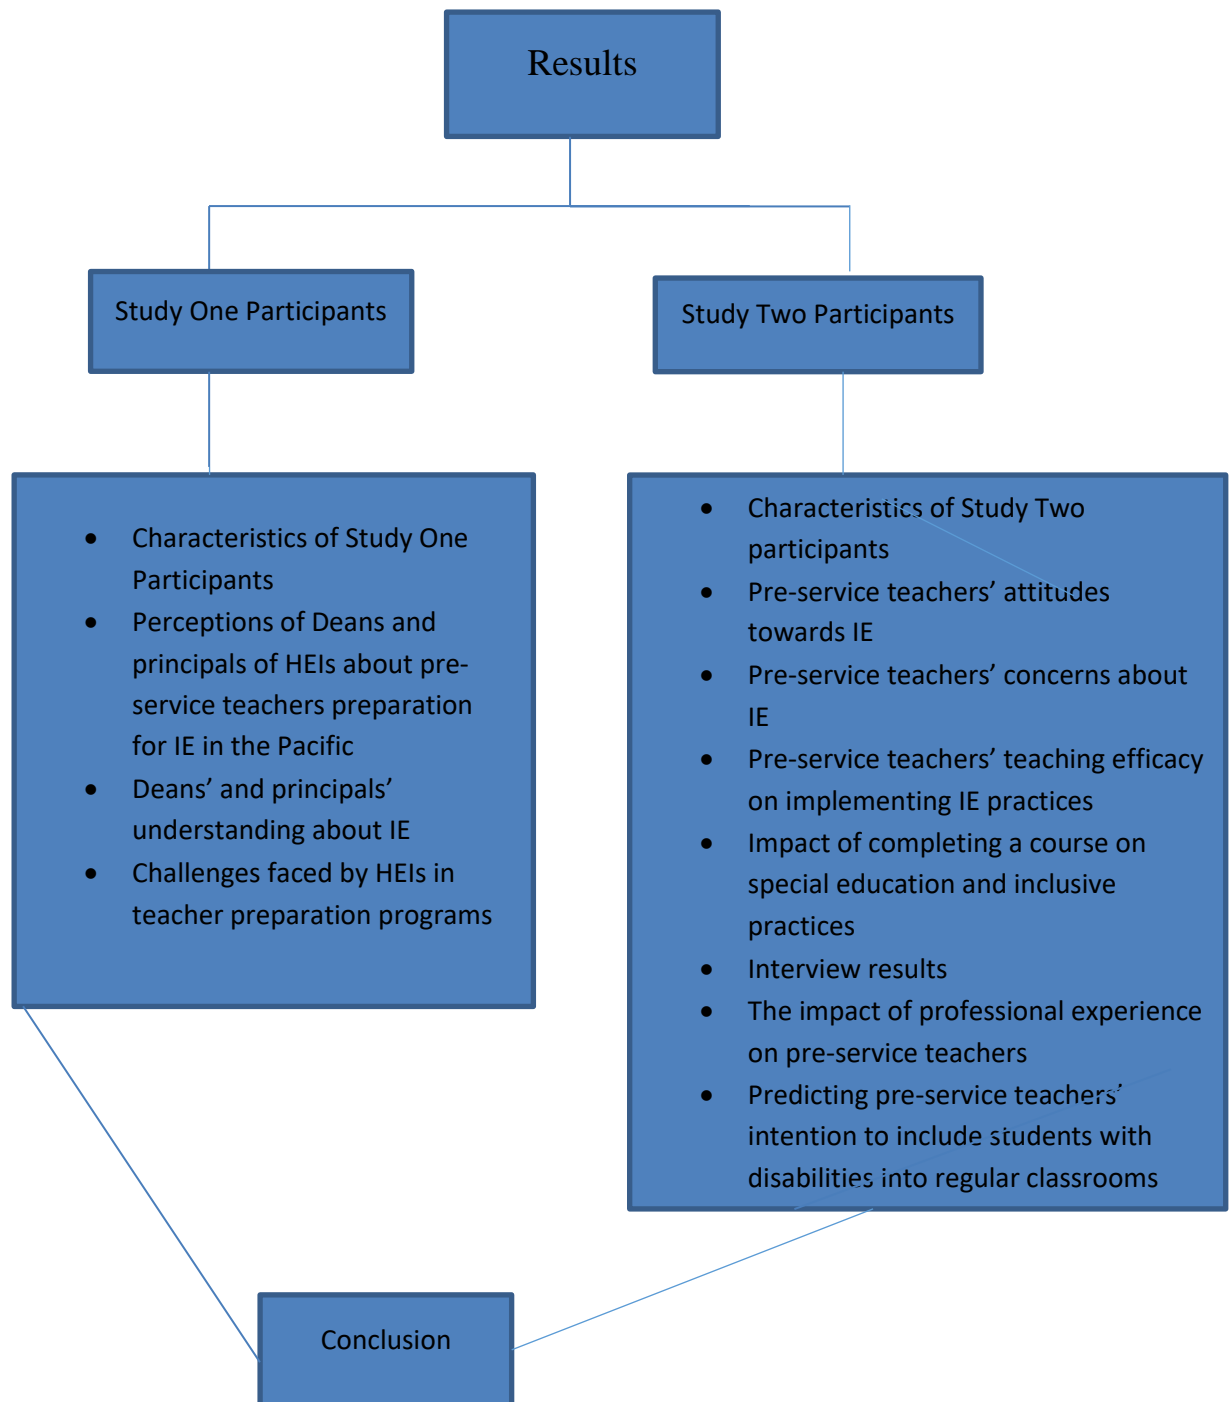 Results
Study One Participants
Study Two Participants
• Characteristics of Study One
Participants
• Perceptions of Deans and
principals of HEIs about pre-
service teachers preparation
for IE in the Pacific
• Deans’ and principals’
understanding about IE
• Challenges faced by HEIs in
teacher preparation programs
• Characteristics of Study Two
participants
• Pre-service teachers’ attitudes
towards IE
• Pre-service teachers’ concerns about
IE
• Pre-service teachers’ teaching efficacy
on implementing IE practices
• Impact of completing a course on
special education and inclusive
practices
• Interview results
• The impact of professional experience
on pre-service teachers
• Predicting pre-service teachers’
intention to include students with
disabilities into regular classrooms
Conclusion